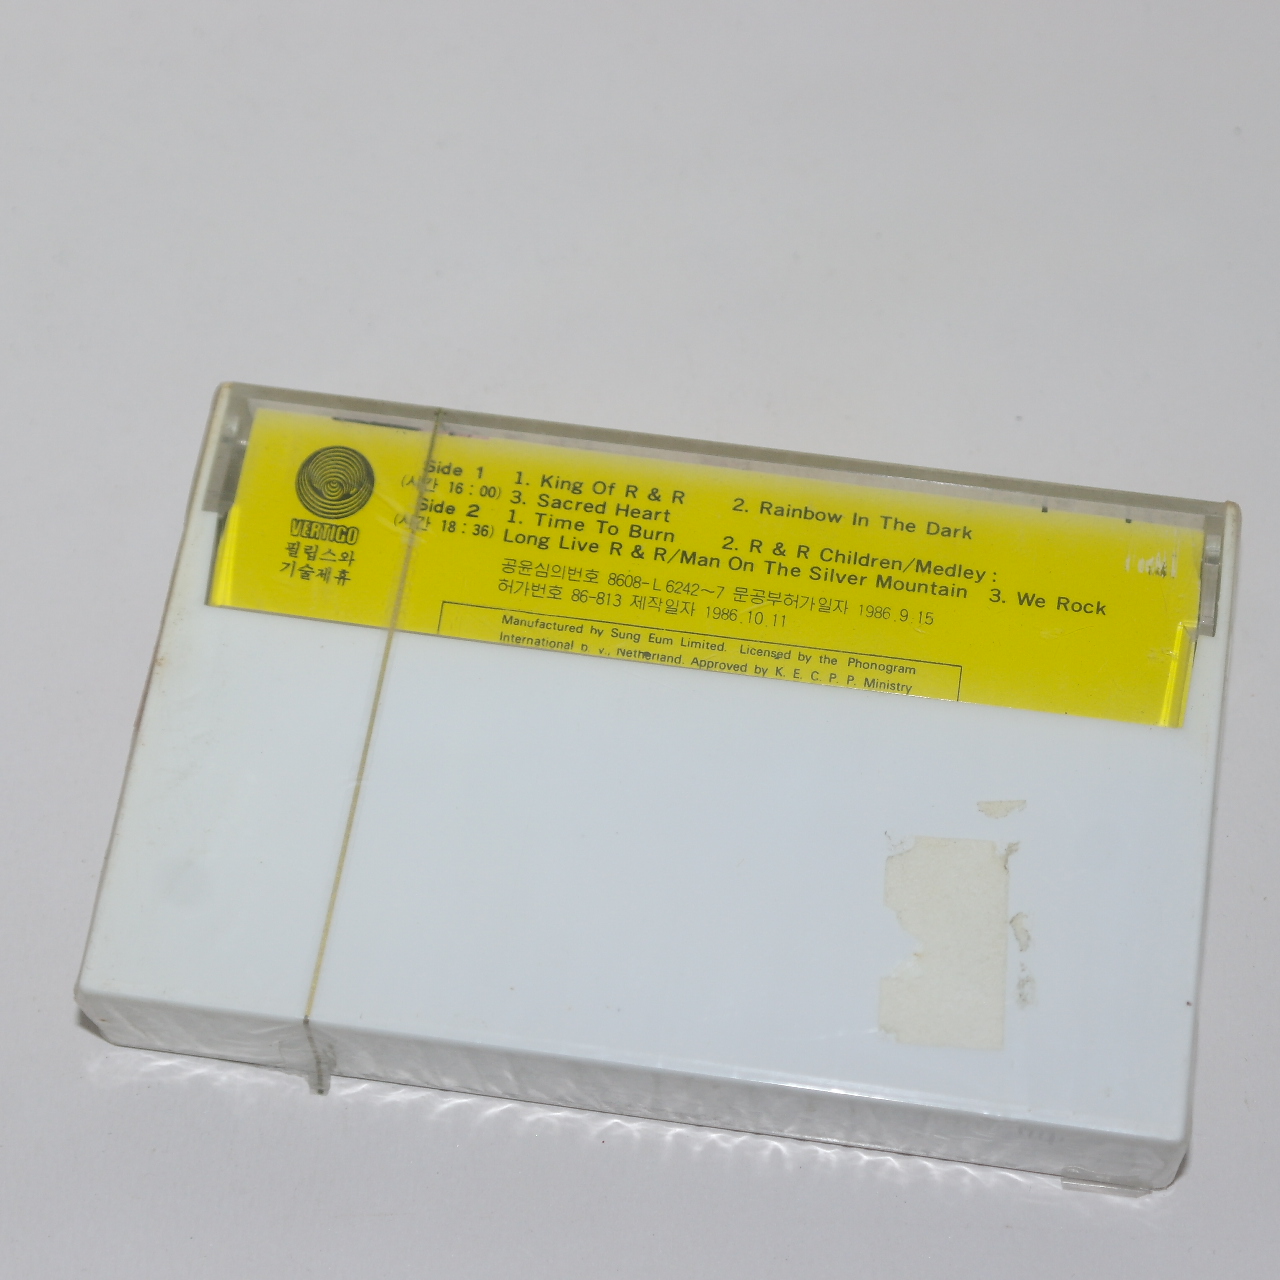 VERTIGO
필립스와
기술제휴
Side 1 1. King Of R & R 2. Rainbow In The Dark
(시간 16 : 00) 3. Sacred Heart
Side 2 1. Time To Burn 2. R & R Children/Medley :
(시간 18 : 36) Long Live R & R/Man On The Silver Mountain 3. We Rock
공윤심의번호 8608-L6242~7 문공부허가일자 1986.9.15
허가번호 86-813 제작일자 1986.10.11
Manufactured by Sung Eum Limited. Licensed by the Phonogram
International b. v., Netherland. Approved by K. E. C. P. P. Ministry